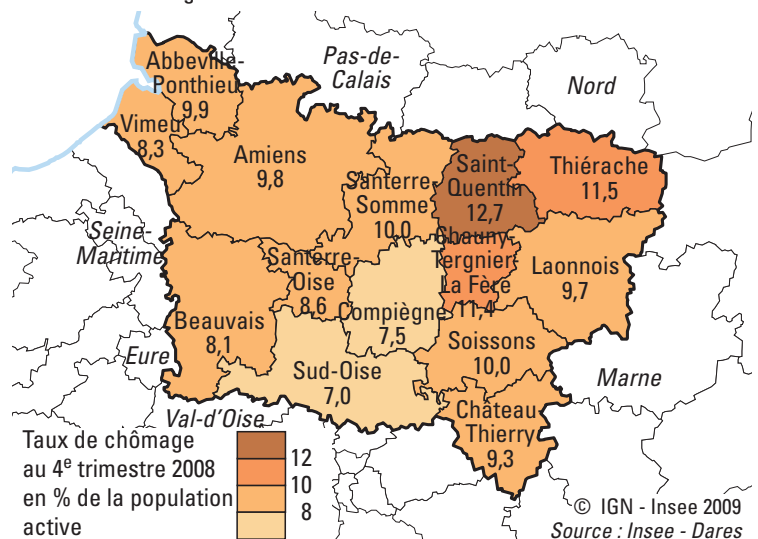 Pas-de-
Calais
Nord
Abbeville-
Ponthieu
9,9
Vimeu
8,3
Amiens
9,8
Santerre-
Somme
10,0
Saint-
Quentin
12,7
Thiérache
11,5
Seine-
Maritime
Santerre-
Oise
8,6
Chauny-
Tergnier-
La Fère
11,4
Laonnois
9,7
Beauvais
8,1
Compiègne
7,5
Soissons
10,0
Eure
Sud-Oise
7,0
Marne
Château
Thierry
9,3
Val-d'Oise
Taux de chômage
au 4e trimestre 2008
en % de la population
active
12
10
8
© IGN - Insee 2009
Source : Insee - Dares